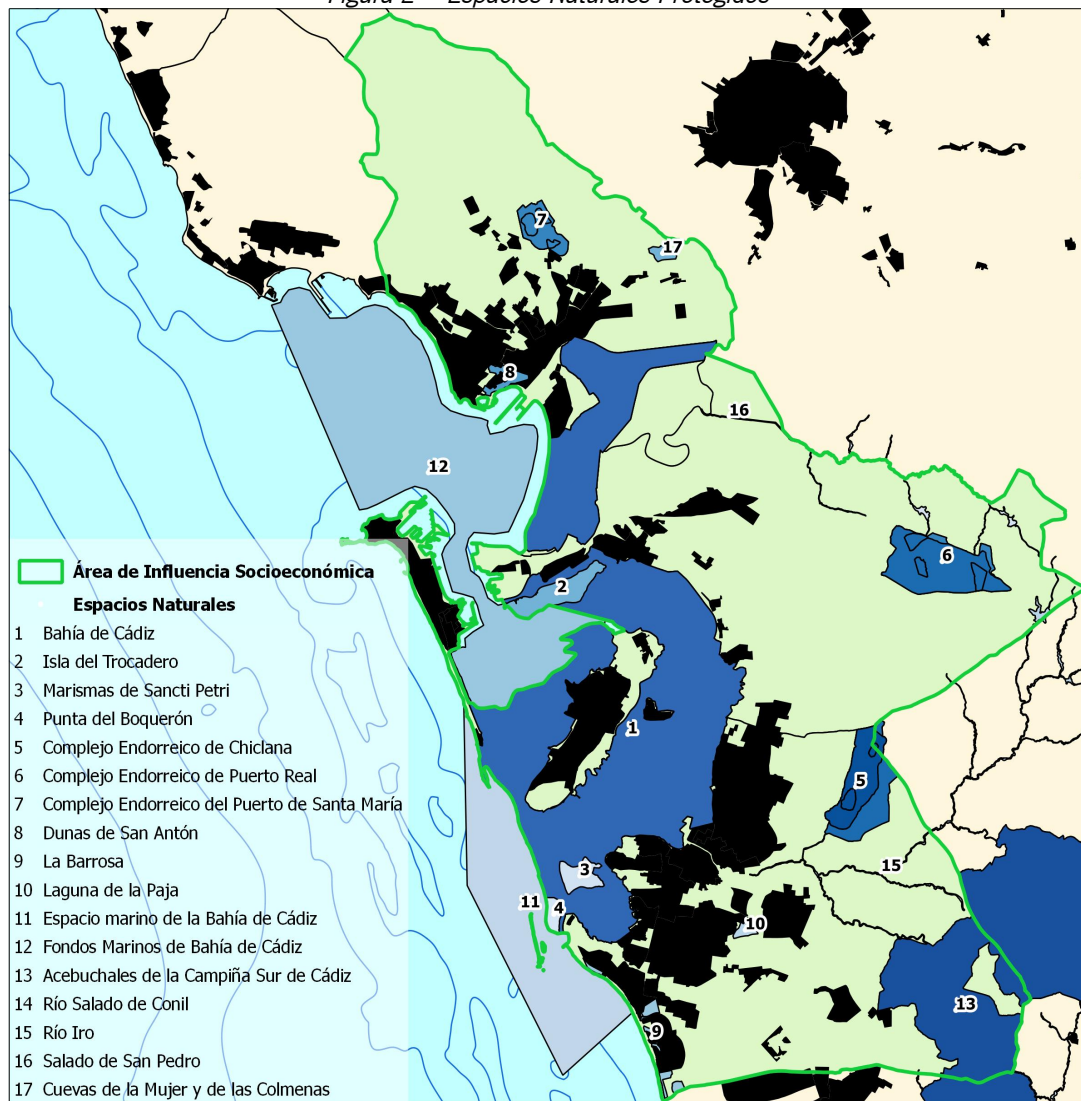 Figura 2 Espacios Naturales Protegidos
7
17
8
16
12
6
2
1
5
3
15
11
4
10
13
9
Área de Influencia Socioeconómica
Espacios Naturales
1 Bahía de Cádiz
2 Isla del Trocadero
3 Marismas de Sancti Petri
4 Punta del Boquerón
5 Complejo Endorreico de Chiclana
6 Complejo Endorreico de Puerto Real
7 Complejo Endorreico del Puerto de Santa María
8 Dunas de San Antón
9 La Barrosa
10 Laguna de la Paja
11 Espacio marino de la Bahía de Cádiz
12 Fondos Marinos de Bahía de Cádiz
13 Acebuchales de la Campiña Sur de Cádiz
14 Río Salado de Conil
15 Río Iro
16 Salado de San Pedro
17 Cuevas de la Mujer y de las Colmenas